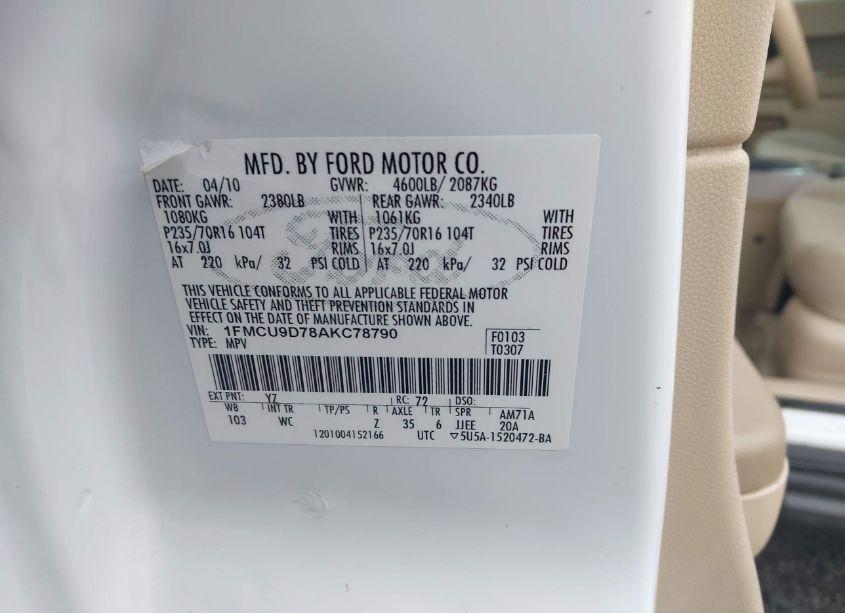 MFD. BY FORD MOTOR CO.
DATE: 04/10 GVWR: 4600LB/ 2087KG
FRONT GAWR: 2380LB REAR GAWR: 2340LB
1080KG WITH 1061KG WITH
P235/70R16 104T TIRES P235/70R16 104T TIRES
16x7.0J RIMS 16x7.0J RIMS
AT 220 kPa/ 32 PSI COLD AT 220 kPa/ 32 PSI COLD
Ford
THIS VEHICLE CONFORMS TO ALL APPLICABLE FEDERAL MOTOR
VEHICLE SAFETY AND THEFT PREVENTION STANDARDS IN
EFFECT ON THE DATE OF MANUFACTURE SHOWN ABOVE.
VIN: 1FMCU9D78AKC78790 F0103
TYPE: MPV T0307
EXT PNT: YZ RC: 72 DSO:
WB INT TR TP/PS R AXLE TR SPR AM71A
103 WC Z 35 6 JJEE 20A
1201004152166 UTC ▽5U5A-1520472-BA